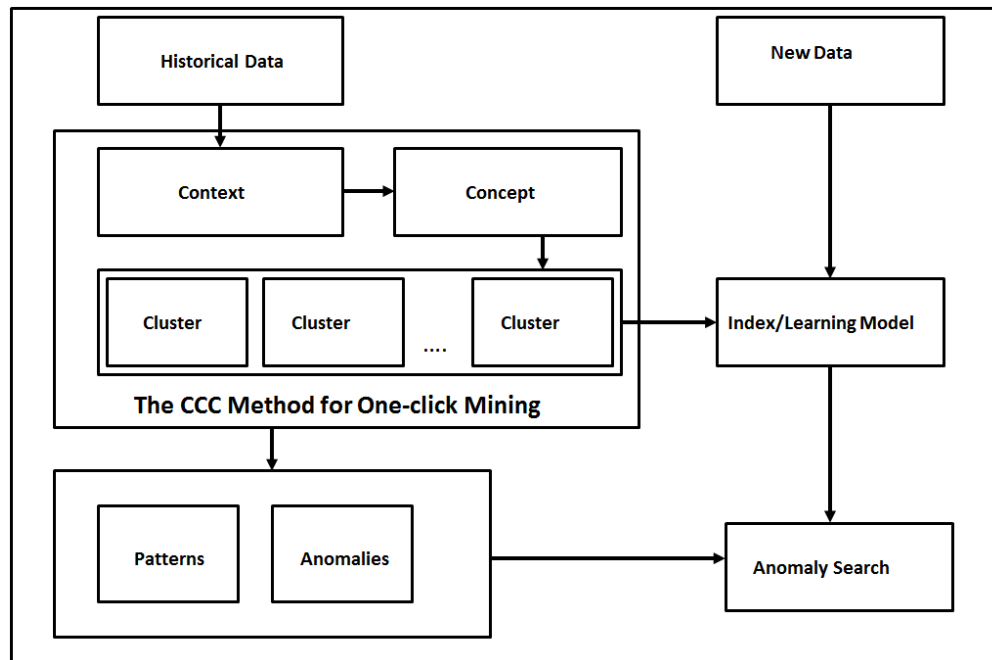 Historical Data
New Data
Context
Concept
Cluster
Cluster
....
Cluster
Index/Learning Model
The CCC Method for One-click Mining
Patterns
Anomalies
Anomaly Search